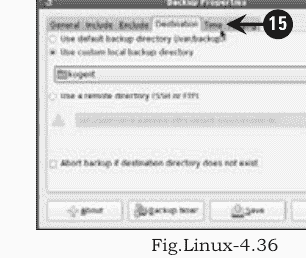 Backup Properties
General Include Exclude Destination Time
15
Use default backup directory (/var/backup)
Use custom local backup directory
kogent
Use a remote directory (SSH or FTP)
Abort backup if destination directory does not exist
About Backup Now! Save
Fig.Linux-4.36